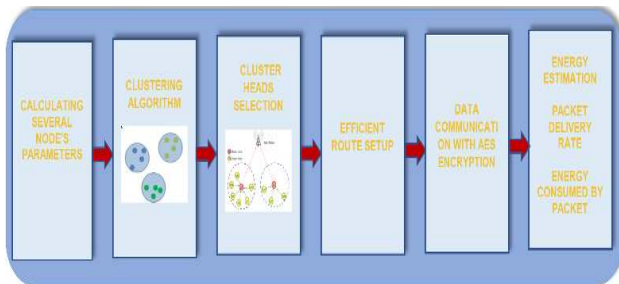 CALCULATING
SEVERAL
NODE'S
PARAMETERS
CLUSTERING
ALGORITHM
CLUSTER
HEADS
SELECTION
EFFICIENT
ROUTE SETUP
DATA
COMMUNICATI
ON WITH AES
ENCRYPTION
ENERGY
ESTIMATION
PACKET
DELIVERY
RATE
ENERGY
CONSUMED BY
PACKET